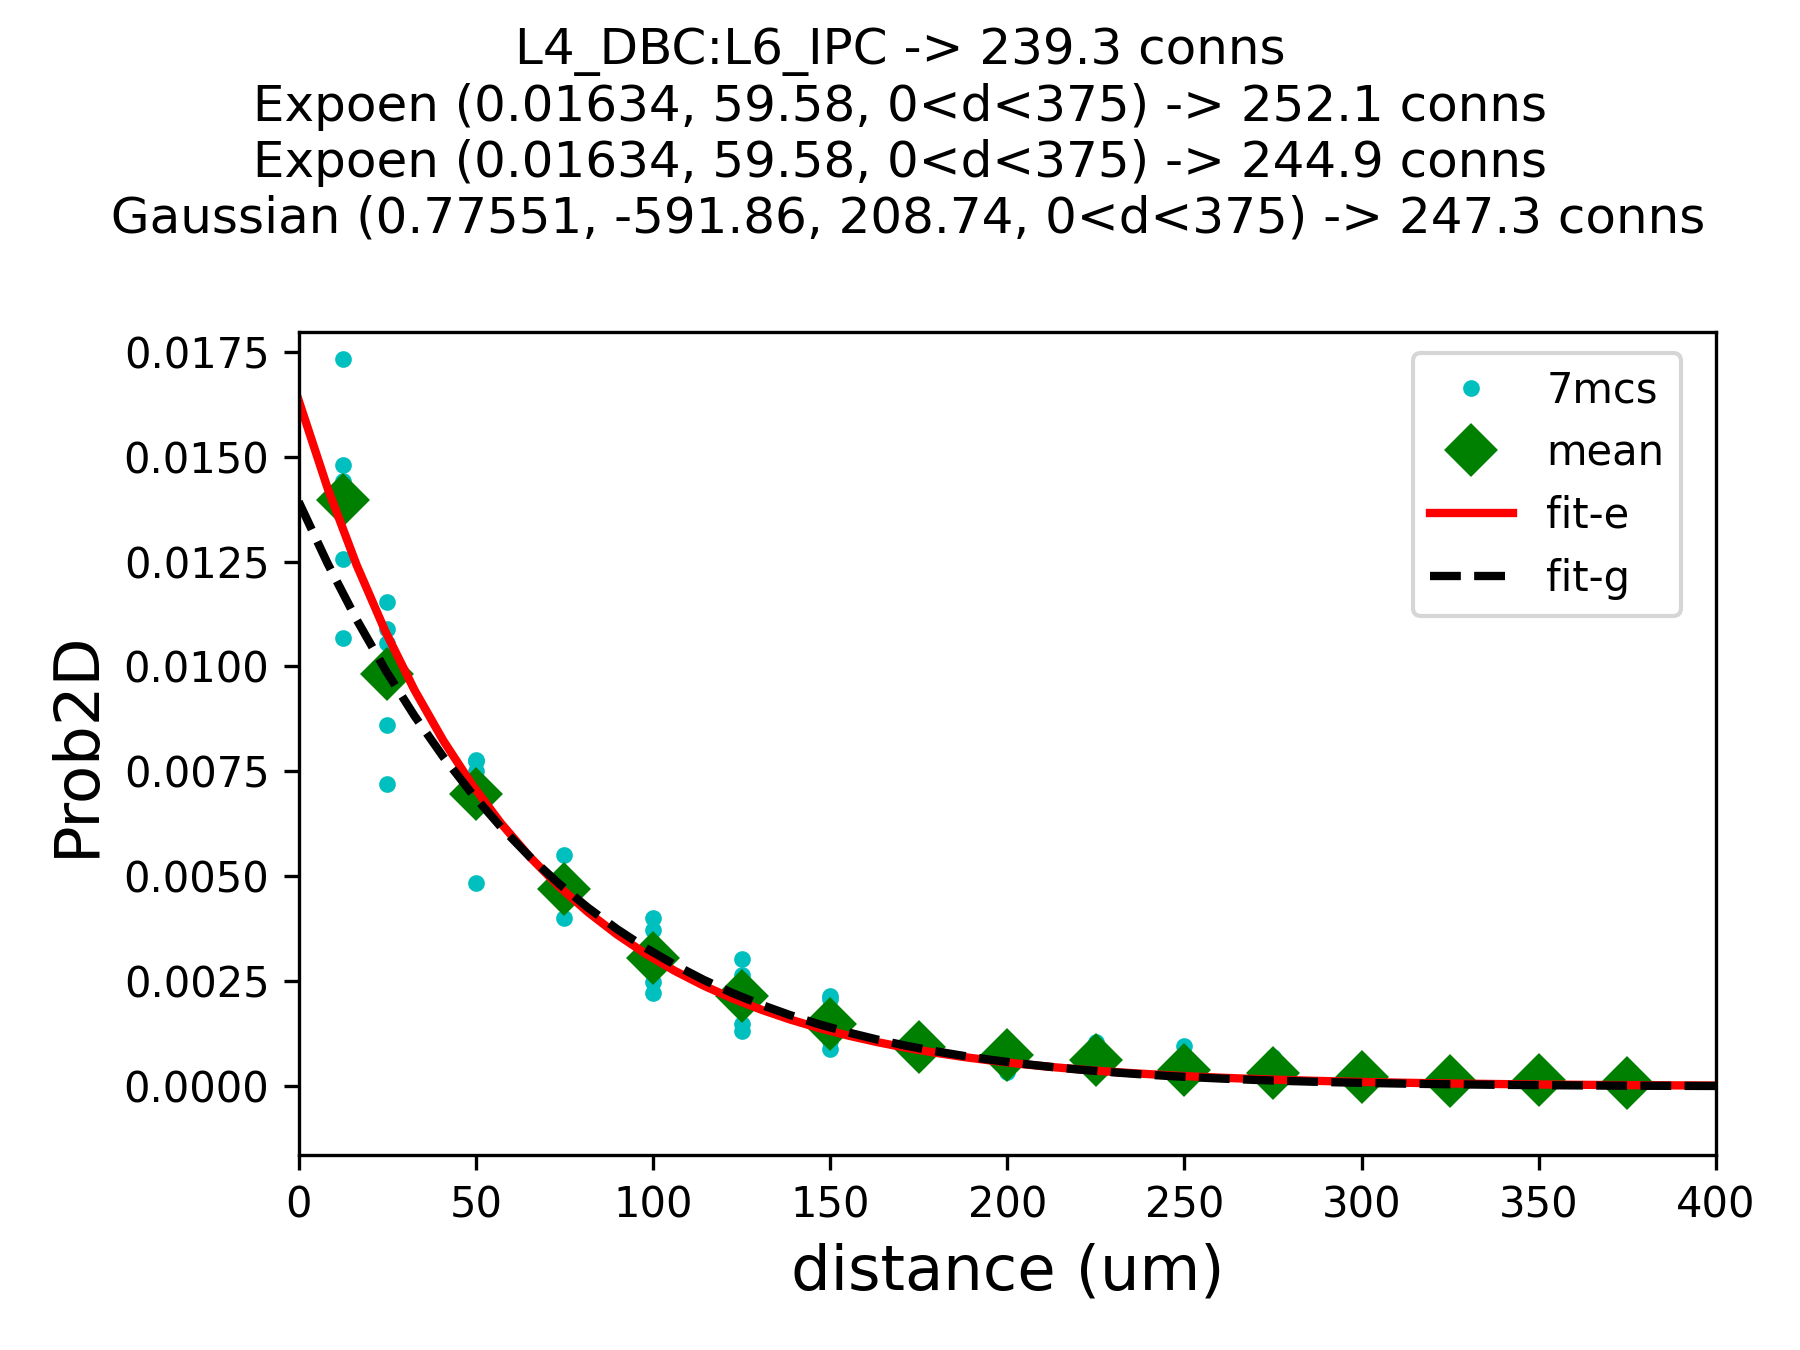 L4_DBC:L6_IPC -> 239.3 conns
Expoen (0.01634, 59.58, 0<d<375) -> 252.1 conns
Expoen (0.01634, 59.58, 0<d<375) -> 244.9 conns
Gaussian (0.77551, -591.86, 208.74, 0<d<375) -> 247.3 conns
0.0175
0.0150
0.0125
0.0100
0.0075
0.0050
0.0025
0.0000
Prob2D
7mcs
mean
fit-e
fit-g
0 50 100 150 200 250 300 350 400
distance (um)